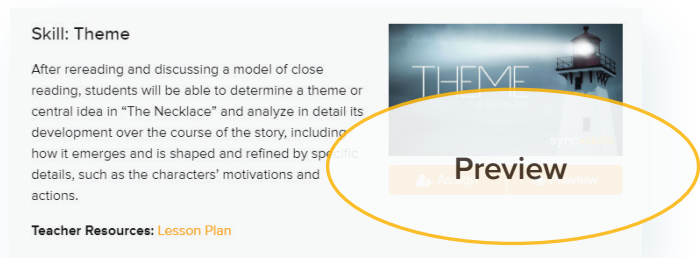 Skill: Theme
After rereading and discussing a model of close
reading, students will be able to determine a theme or
central idea in “The Necklace” and analyze in detail its
development over the course of the story, including
how it emerges and is shaped and refined by specific
details, such as the characters’ motivations and
actions.
Teacher Resources: Lesson Plan
THEME
Preview